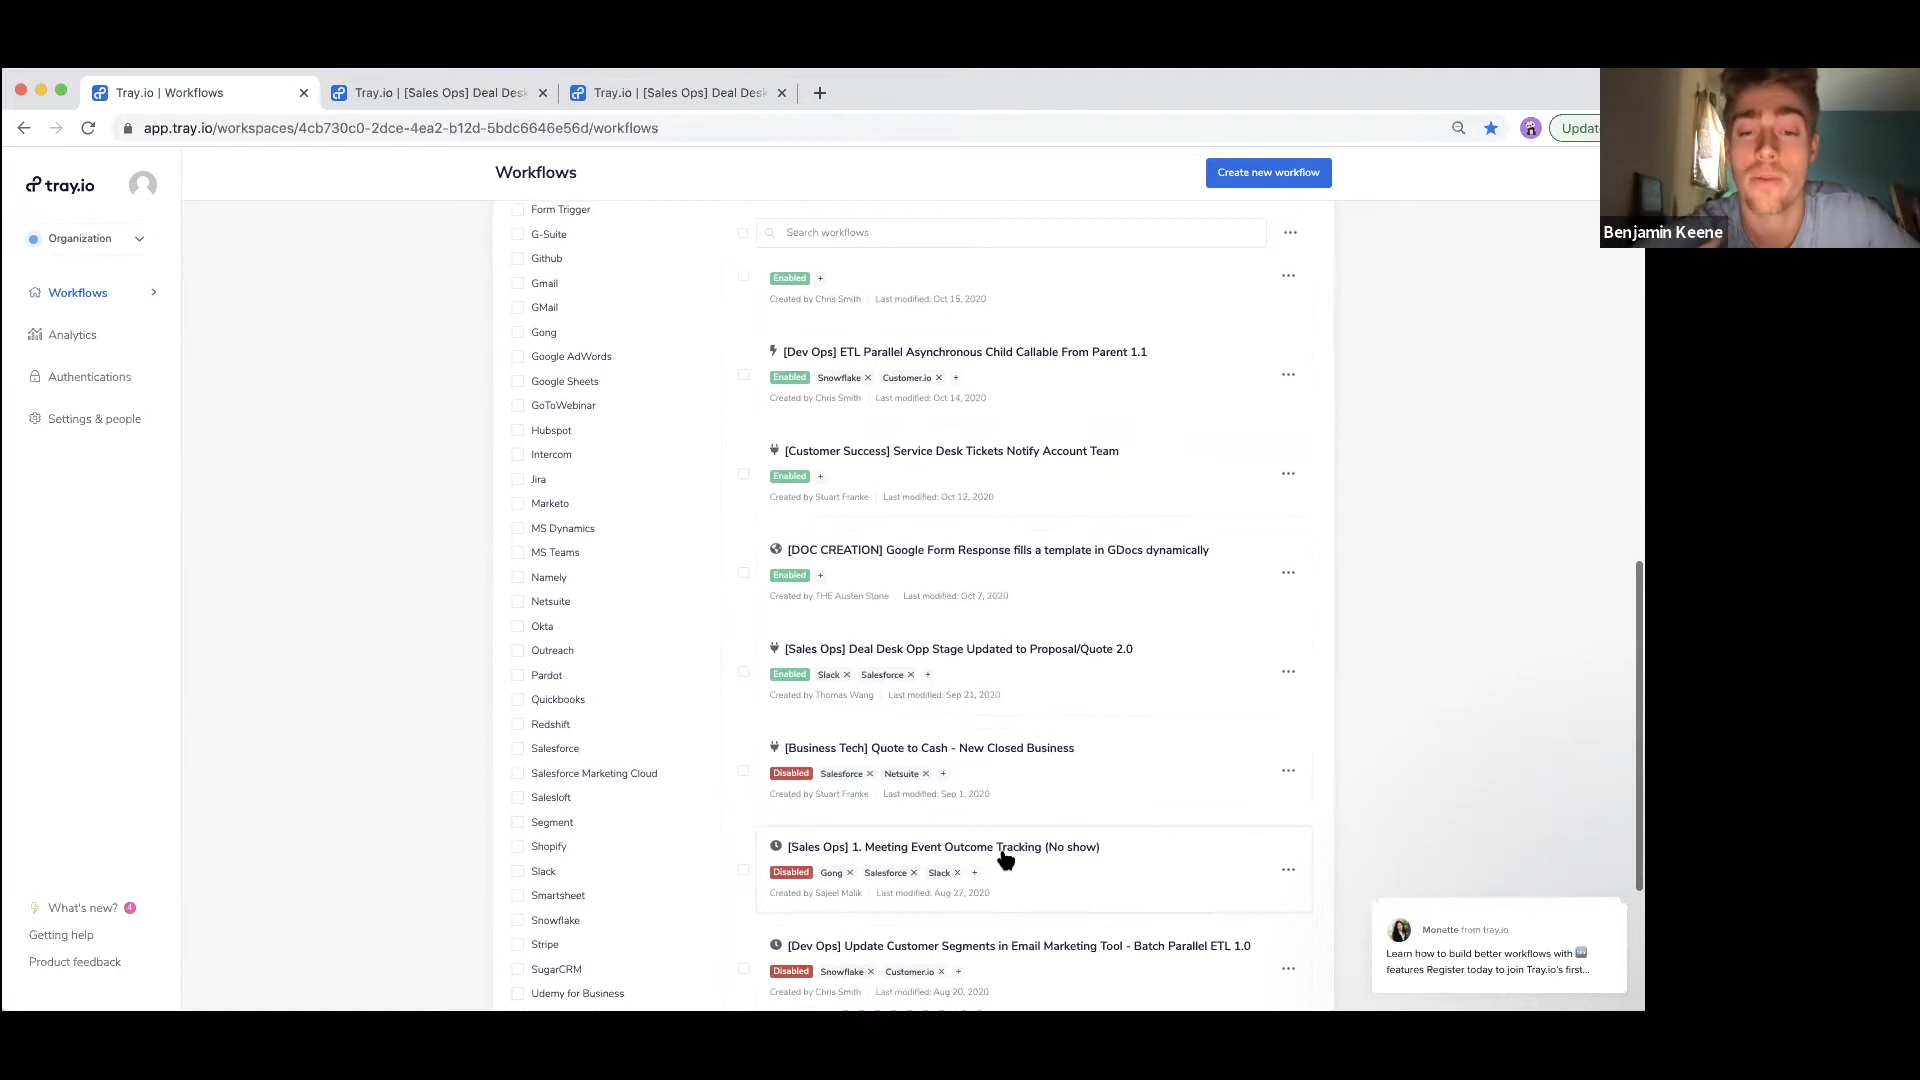 Tray.io | Workflows
Tray.io | [Sales Ops] Deal Desk
Tray.io | [Sales Ops] Deal Desk
app.tray.io/workspaces/4cb730c0-2dce-4ea2-b12d-5bdc6646e56d/workflows
Benjamin Keene
tray.io
Organization
Workflows
Analytics
Authentications
Settings & people
What's new? 4
Getting help
Product feedback
Workflows
Create new workflow
Form Trigger
G-Suite
Github
Gmail
GMail
Gong
Google AdWords
Google Sheets
GoToWebinar
Hubspot
Intercom
Jira
Marketo
MS Dynamics
MS Teams
Namely
Netsuite
Okta
Outreach
Pardot
Quickbooks
Redshift
Salesforce
Salesforce Marketing Cloud
Salesloft
Segment
Shopify
Slack
Smartsheet
Snowflake
Stripe
SugarCRM
Udemy for Business
Search workflows
Enabled +
Created by Chris Smith | Last modified: Oct 15, 2020
[Dev Ops] ETL Parallel Asynchronous Child Callable From Parent 1.1
Enabled Snowflake × Customer.io × +
Created by Chris Smith | Last modified: Oct 14, 2020
[Customer Success] Service Desk Tickets Notify Account Team
Enabled +
Created by Stuart Franke | Last modified: Oct 12, 2020
[DOC CREATION] Google Form Response fills a template in GDocs dynamically
Enabled +
Created by THE Austen Stone | Last modified: Oct 7, 2020
[Sales Ops] Deal Desk Opp Stage Updated to Proposal/Quote 2.0
Enabled Slack × Salesforce × +
Created by Thomas Wang | Last modified: Sep 21, 2020
[Business Tech] Quote to Cash - New Closed Business
Disabled Salesforce × Netsuite × +
Created by Stuart Franke | Last modified: Sep 1, 2020
[Sales Ops] 1. Meeting Event Outcome Tracking (No show)
Disabled Gong × Salesforce × Slack × +
Created by Sajeel Malik | Last modified: Aug 27, 2020
[Dev Ops] Update Customer Segments in Email Marketing Tool - Batch Parallel ETL 1.0
Disabled Snowflake × Customer.io × +
Created by Chris Smith | Last modified: Aug 20, 2020
Monette from tray.io
Learn how to build better workflows with
features Register today to join Tray.io's first...